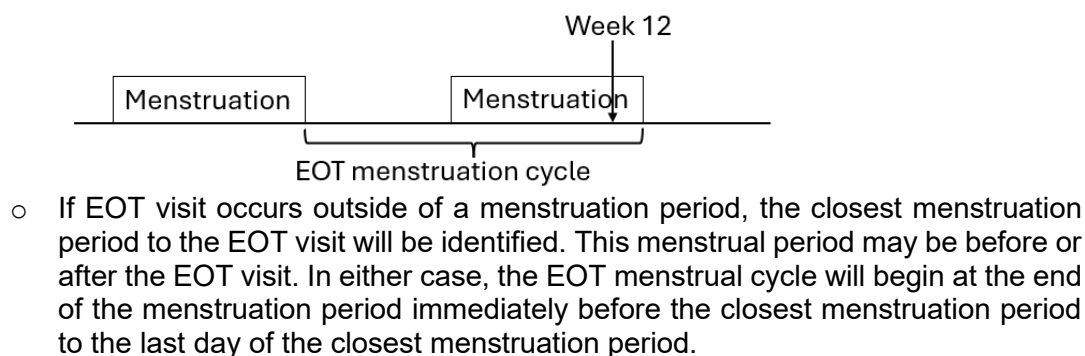 Week 12
Menstruation
Menstruation
EOT menstruation cycle
o If EOT visit occurs outside of a menstruation period, the closest menstruation
period to the EOT visit will be identified. This menstrual period may be before or
after the EOT visit. In either case, the EOT menstrual cycle will begin at the end
of the menstruation period immediately before the closest menstruation period
to the last day of the closest menstruation period.